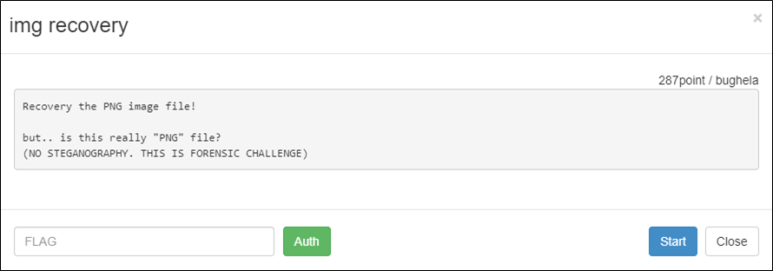 img recovery
×
287point / bughela
Recovery the PNG image file!
but.. is this really "PNG" file?
(NO STEGANOGRAPHY. THIS IS FORENSIC CHALLENGE)
FLAG
Auth
Start
Close